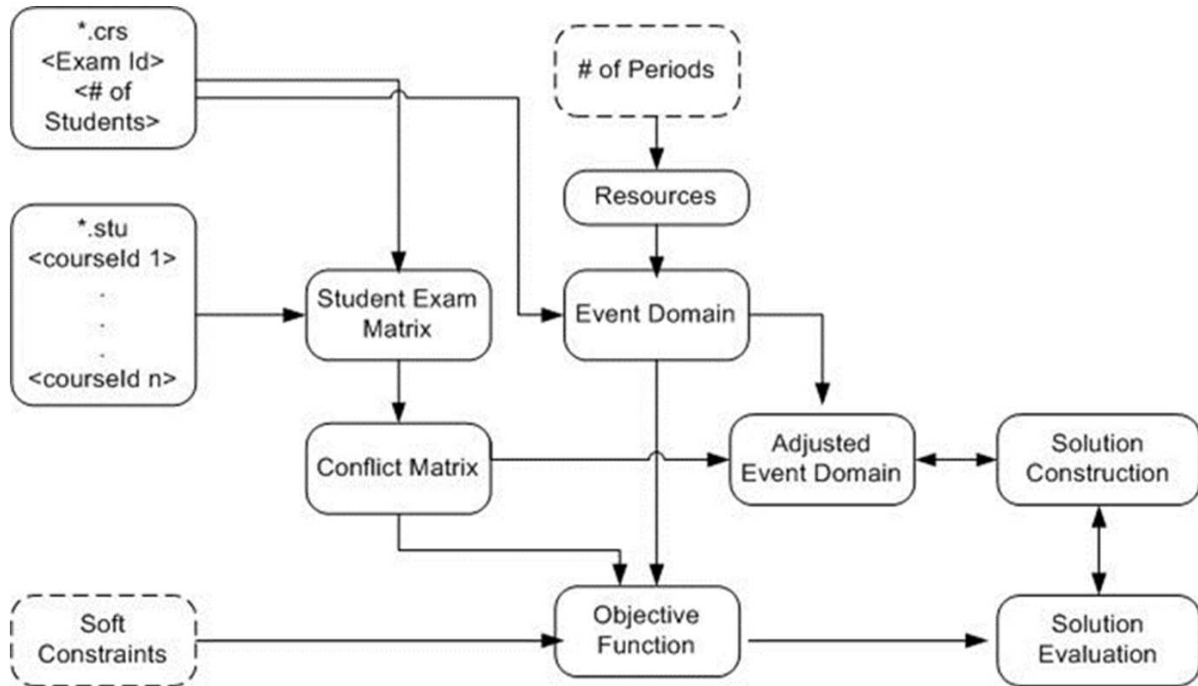 *.crs
<Exam Id>
<# of
Students>
# of Periods
Resources
*.stu
<courseId 1>
.
.
.
<courseId n>
Student Exam
Matrix
Event Domain
Conflict Matrix
Adjusted
Event Domain
Solution
Construction
Soft
Constraints
Objective
Function
Solution
Evaluation